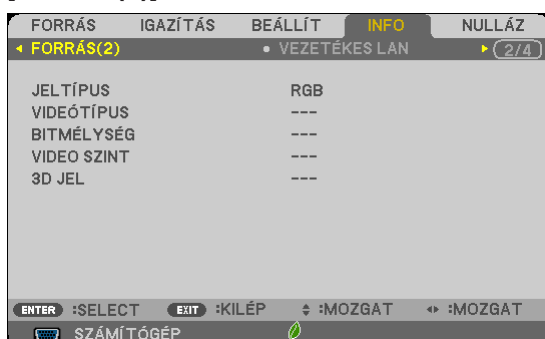 FORRÁS IGAZÍTÁS BEÁLLÍT INFO NULLÁZ
FORRÁS(2) VEZETÉKES LAN 2/4
JELTÍPUS RGB
VIDEÓTÍPUS ---
BITMÉLYSÉG ---
VIDEO SZINT ---
3D JEL ---
ENTER :SELECT EXIT :KILÉP :MOZGAT :MOZGAT
SZÁMÍTÓGÉP